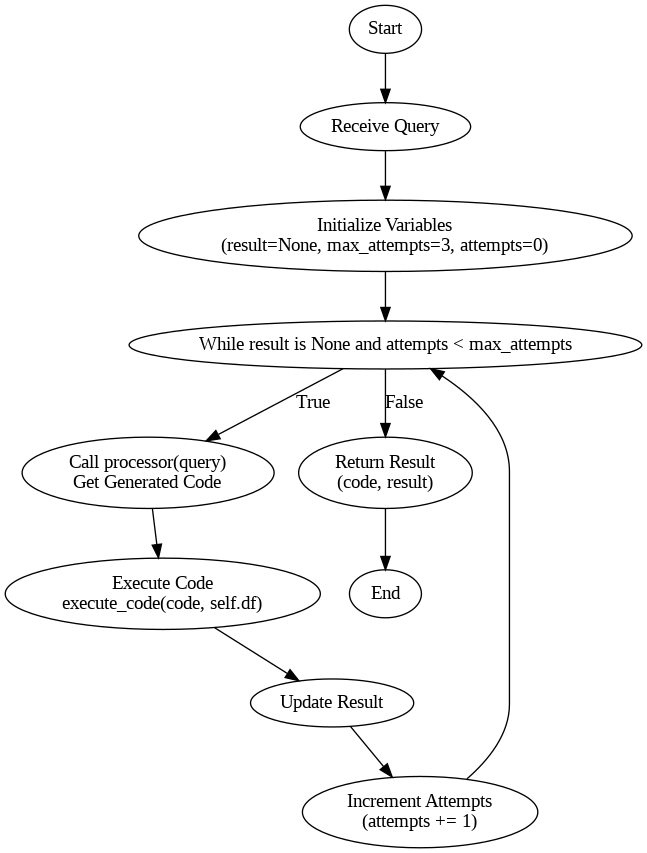 Start
Receive Query
Initialize Variables
(result=None, max_attempts=3, attempts=0)
While result is None and attempts < max_attempts
True
False
Call processor(query)
Get Generated Code
Return Result
(code, result)
Execute Code
execute_code(code, self.df)
End
Update Result
Increment Attempts
(attempts += 1)